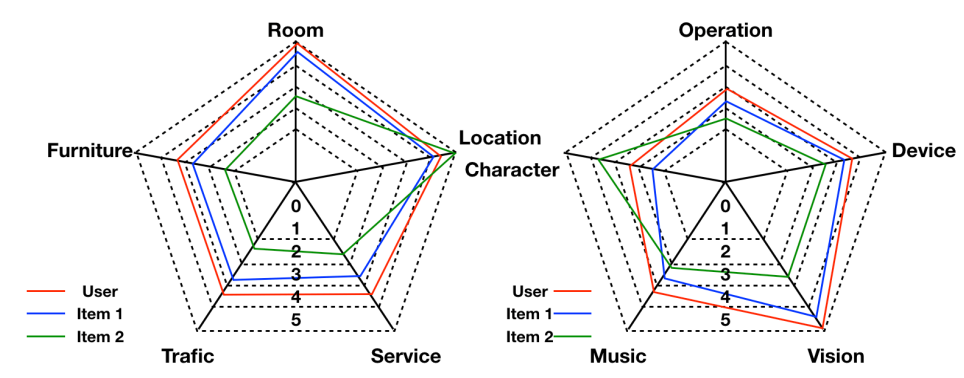 Room
Location
Furniture
0
1
2
3
4
5
User
Item 1
Item 2
Trafic
Service
Operation
Device
Character
0
1
2
3
4
5
User
Item 1
Item 2
Music
Vision